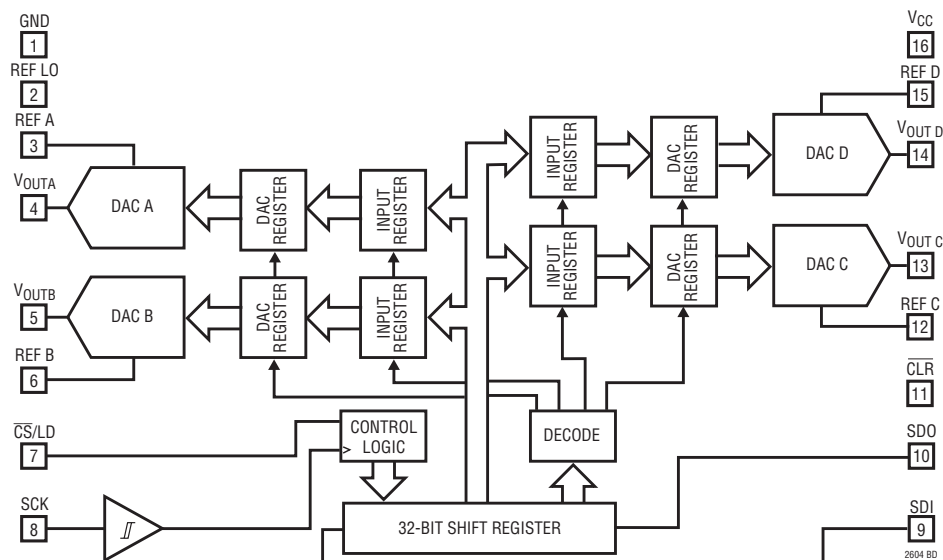 GND
1
REF LO
2
REF A
3
VOUTA
4
VOUTB
5
REF B
6
CS/LD
7
SCK
8
DAC A
DAC B
DAC
REGISTER
INPUT
REGISTER
DAC
REGISTER
INPUT
REGISTER
CONTROL
LOGIC
>
32-BIT SHIFT REGISTER
DECODE
INPUT
REGISTER
DAC
REGISTER
INPUT
REGISTER
DAC
REGISTER
DAC D
DAC C
VCC
16
REF D
15
VOUT D
14
VOUT C
13
REF C
12
CLR
11
SDO
10
SDI
9
2604 BD